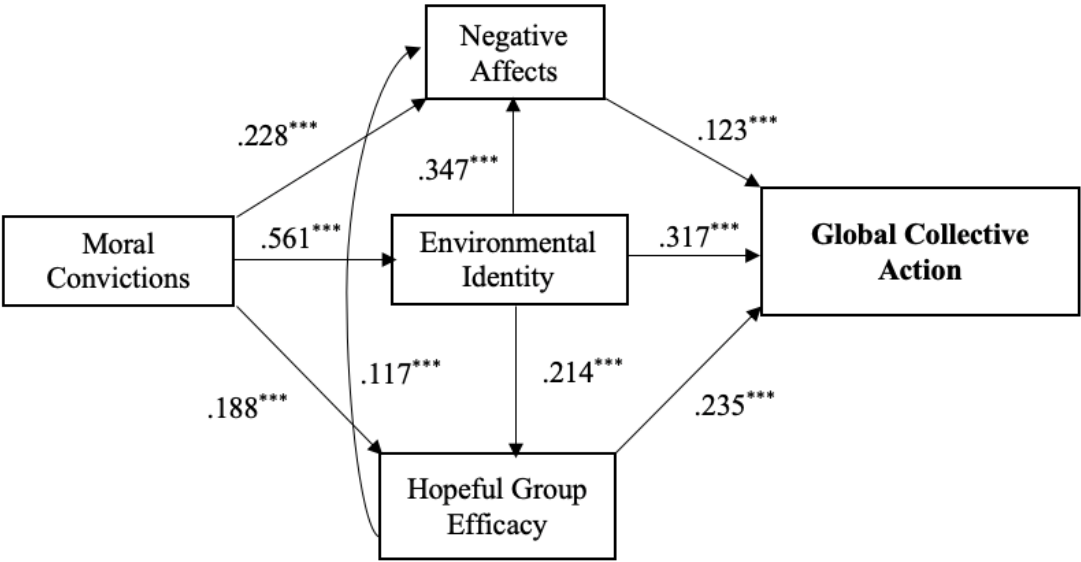 Negative
Affects
.228***
.123***
.347***
Moral
Convictions
.561***
Environmental
Identity
.317***
Global Collective
Action
.117***
.214***
.188***
.235***
Hopeful Group
Efficacy